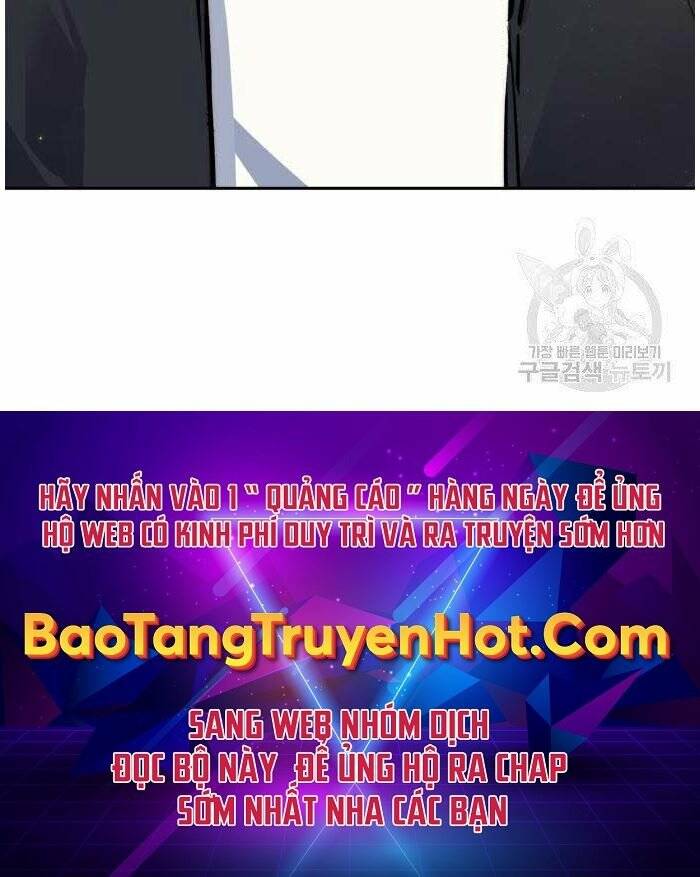 가장 빠른 웹툰 미리보기
구글검색 뉴토끼
HÃY NHẤN VÀO 1 “ QUẢNG CÁO ” HÀNG NGÀY ĐỂ ỦNG
HỘ WEB CÓ KINH PHÍ DUY TRÌ VÀ RA TRUYỆN SỚM HƠN
BaoTangTruyenHot.Com
SANG WEB NHÓM DỊCH
ĐỌC BỘ NÀY ĐỂ ỦNG HỘ RA CHAP
SỚM NHẤT NHA CÁC BẠN